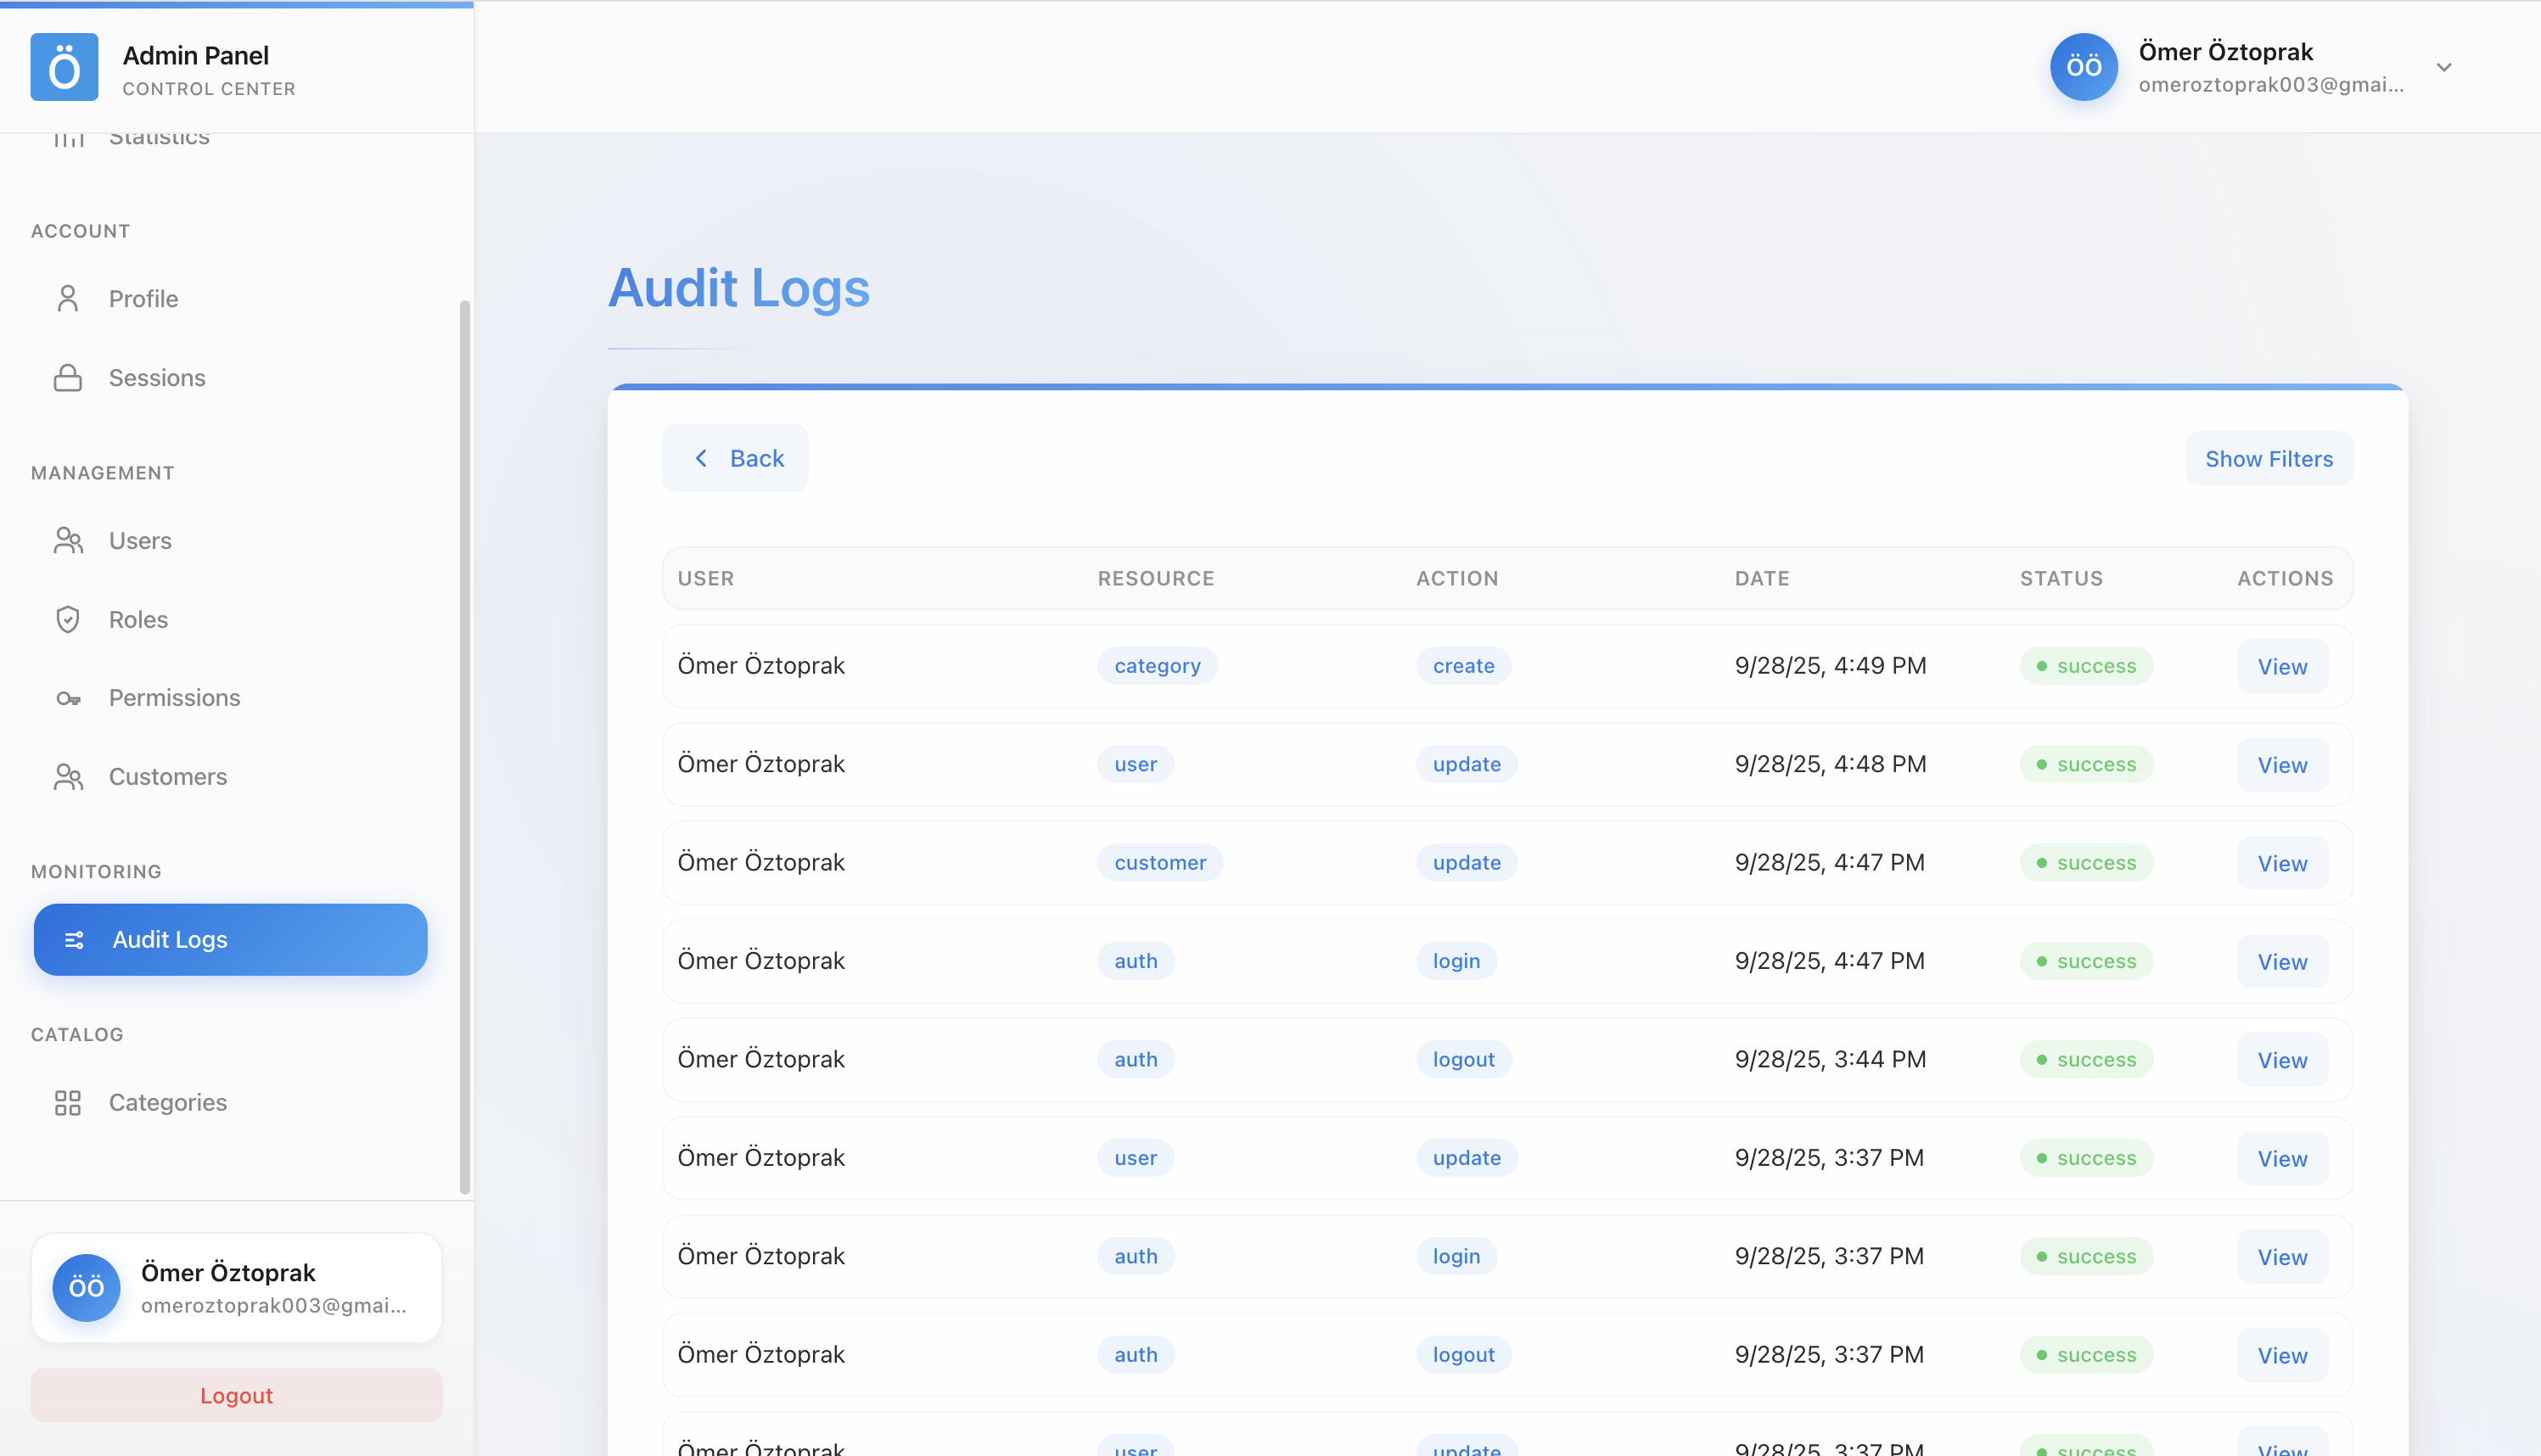 Ö
Admin Panel
CONTROL CENTER
ÖÖ
Ömer Öztoprak
omeroztoprak003@gmai...
Statistics
ACCOUNT
Profile
Sessions
MANAGEMENT
Users
Roles
Permissions
Customers
MONITORING
Audit Logs
CATALOG
Categories
ÖÖ
Ömer Öztoprak
omeroztoprak003@gmai...
Logout
Audit Logs
Back
Show Filters
USER RESOURCE ACTION DATE STATUS ACTIONS
Ömer Öztoprak category create 9/28/25, 4:49 PM success View
Ömer Öztoprak user update 9/28/25, 4:48 PM success View
Ömer Öztoprak customer update 9/28/25, 4:47 PM success View
Ömer Öztoprak auth login 9/28/25, 4:47 PM success View
Ömer Öztoprak auth logout 9/28/25, 3:44 PM success View
Ömer Öztoprak user update 9/28/25, 3:37 PM success View
Ömer Öztoprak auth login 9/28/25, 3:37 PM success View
Ömer Öztoprak auth logout 9/28/25, 3:37 PM success View
Ömer Öztoprak user update 9/28/25, 3:37 PM success View